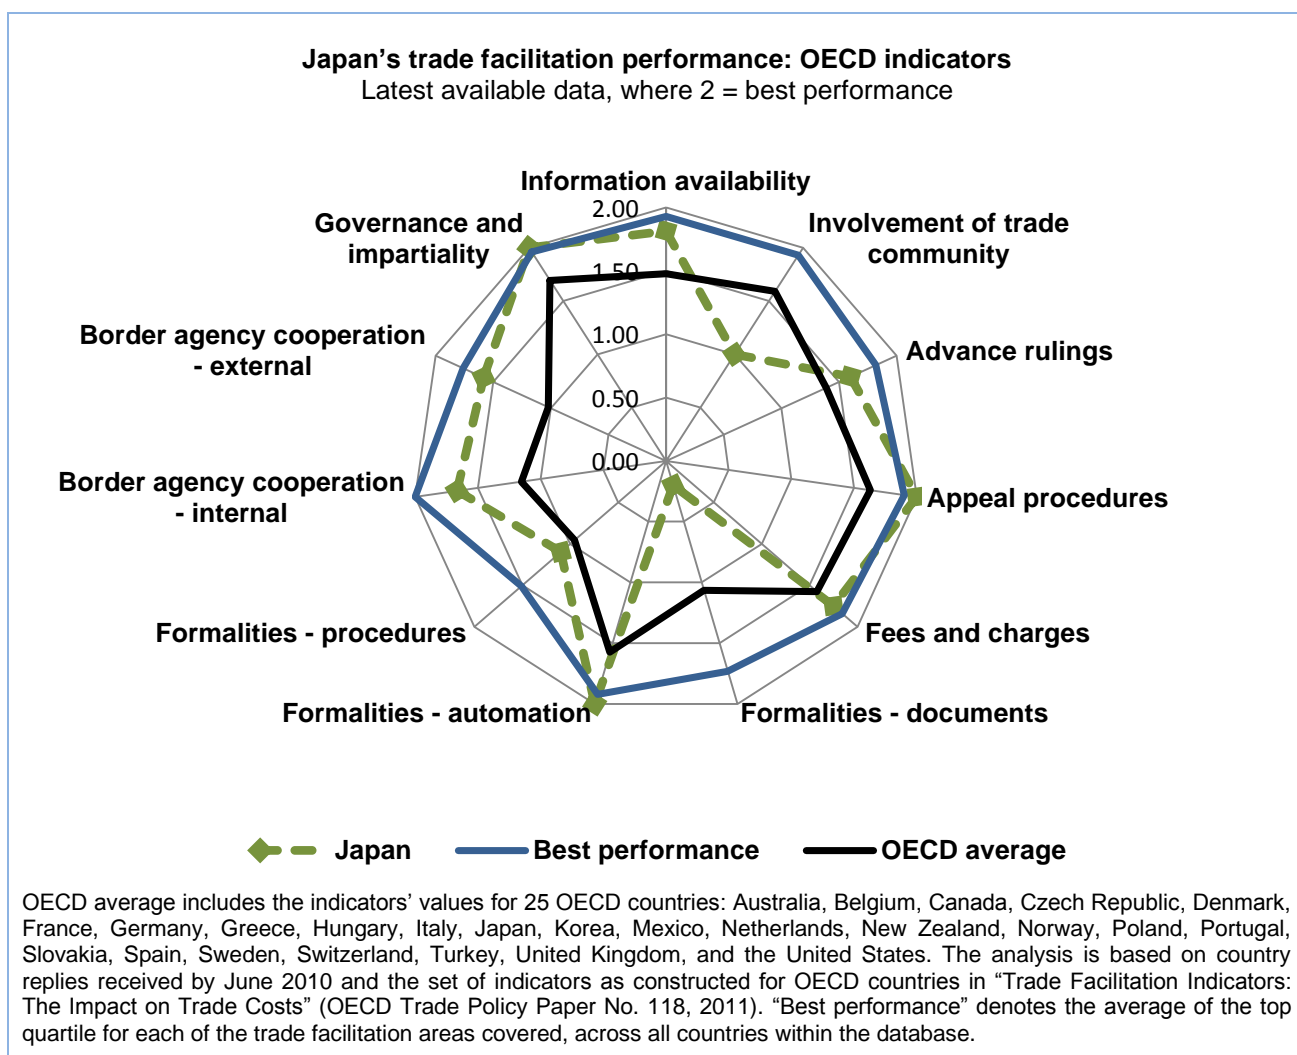 Japan’s trade facilitation performance: OECD indicators
Latest available data, where 2 = best performance
Information availability
Governance and
impartiality
2.00
Involvement of trade
community
1.50
Border agency cooperation
- external
1.00
Advance rulings
0.50
0.00
Border agency cooperation
- internal
Appeal procedures
Formalities - procedures
Fees and charges
Formalities - automation
Formalities - documents
Japan
Best performance
OECD average
OECD average includes the indicators’ values for 25 OECD countries: Australia, Belgium, Canada, Czech Republic, Denmark,
France, Germany, Greece, Hungary, Italy, Japan, Korea, Mexico, Netherlands, New Zealand, Norway, Poland, Portugal,
Slovakia, Spain, Sweden, Switzerland, Turkey, United Kingdom, and the United States. The analysis is based on country
replies received by June 2010 and the set of indicators as constructed for OECD countries in “Trade Facilitation Indicators:
The Impact on Trade Costs” (OECD Trade Policy Paper No. 118, 2011). “Best performance” denotes the average of the top
quartile for each of the trade facilitation areas covered, across all countries within the database.